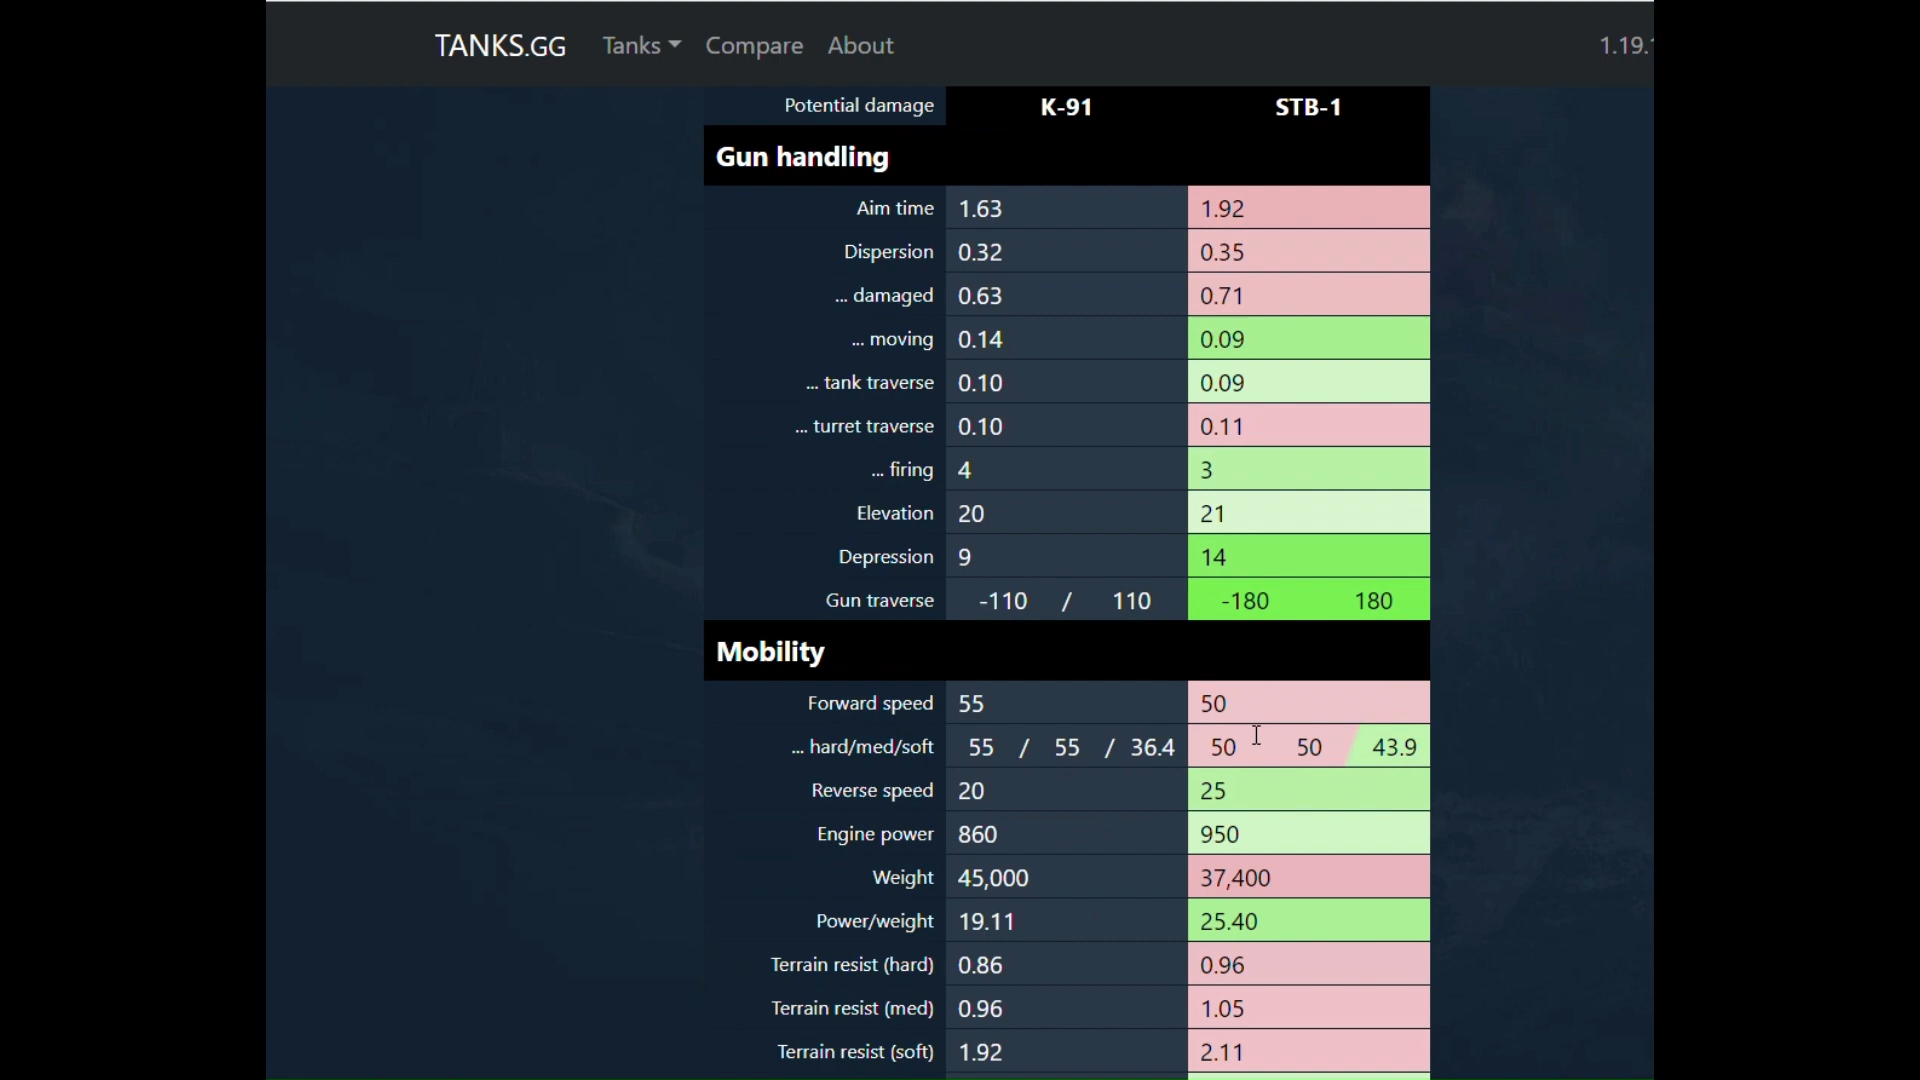 TANKS.GG Tanks Compare About 1.19.
Potential damage K-91 STB-1
Gun handling
Aim time 1.63 1.92
Dispersion 0.32 0.35
... damaged 0.63 0.71
... moving 0.14 0.09
... tank traverse 0.10 0.09
... turret traverse 0.10 0.11
... firing 4 3
Elevation 20 21
Depression 9 14
Gun traverse -110 / 110 -180 180
Mobility
Forward speed 55 50
... hard/med/soft 55 / 55 / 36.4 50 50 43.9
Reverse speed 20 25
Engine power 860 950
Weight 45,000 37,400
Power/weight 19.11 25.40
Terrain resist (hard) 0.86 0.96
Terrain resist (med) 0.96 1.05
Terrain resist (soft) 1.92 2.11